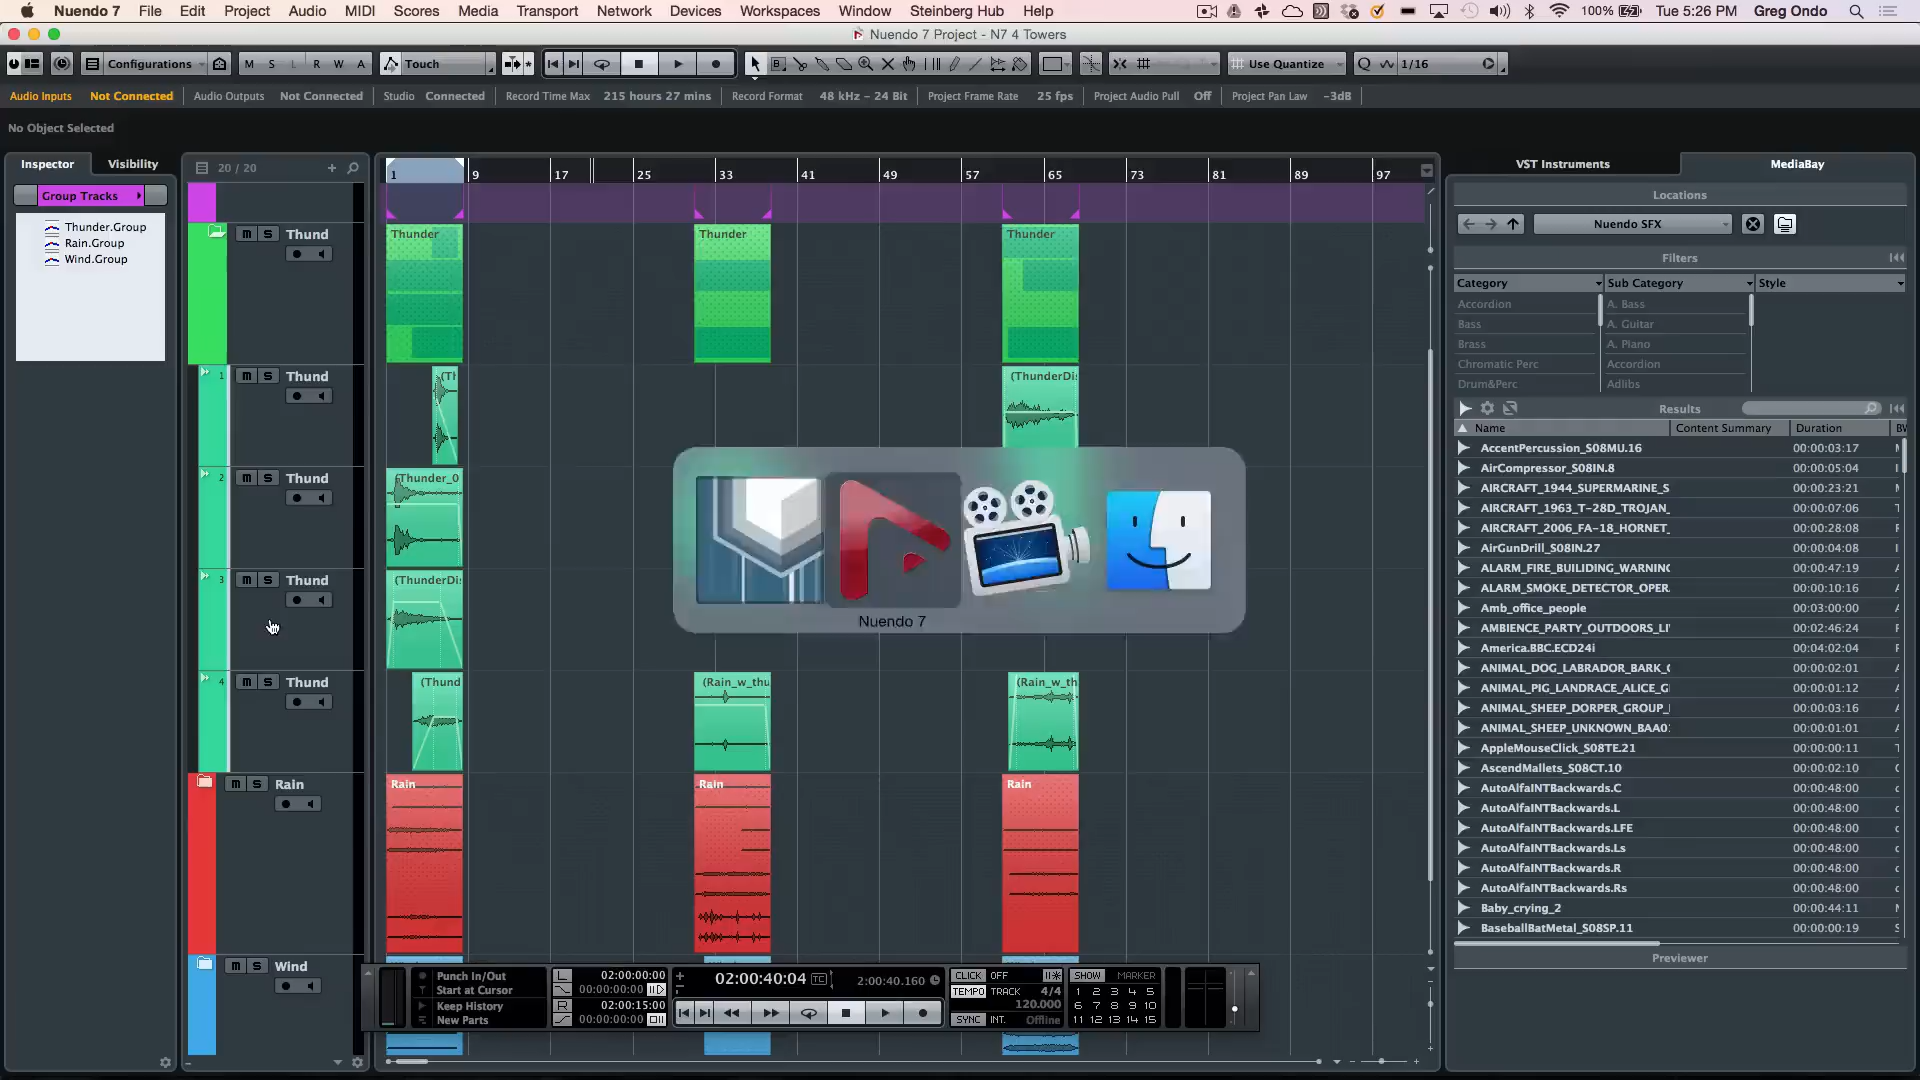 Nuendo 7 File Edit Project Audio MIDI Scores Media Transport Network Devices Workspaces Window Steinberg Hub Help 100% Tue 5:26 PM Greg Ondo
Nuendo 7 Project - N7 4 Towers
Configurations M S L R W A Touch Use Quantize Q 1/16
Audio Inputs Not Connected Audio Outputs Not Connected Studio Connected Record Time Max 215 hours 27 mins Record Format 48 kHz - 24 Bit Project Frame Rate 25 fps Project Audio Pull Off Project Pan Law -3dB
No Object Selected
Inspector Visibility 20 / 20
1 9 17 25 33 41 49 57 65 73 81 89 97
Group Tracks
Thunder.Group
Rain.Group
Wind.Group
m S Thund
Thunder Thunder Thunder
1 m S Thund
(Th (ThunderDi
2 m S Thund
(Thunder_0
3 m S Thund
(ThunderDi
4 m S Thund
(Thund (Rain_w_thu (Rain_w_th
m S Rain
Rain Rain Rain
m S Wind
Nuendo 7
VST Instruments MediaBay
Locations
Nuendo SFX
Filters
Category Sub Category Style
Accordion A. Bass
Bass A. Guitar
Brass A. Piano
Chromatic Perc Accordion
Drum&Perc Adlibs
Results
Name Content Summary Duration
AccentPercussion_S08MU.16 00:00:03:17
AirCompressor_S08IN.8 00:00:05:04
AIRCRAFT_1944_SUPERMARINE_S 00:00:23:21
AIRCRAFT_1963_T-28D_TROJAN_ 00:00:07:06
AIRCRAFT_2006_FA-18_HORNET_ 00:00:28:08
AirGunDrill_S08IN.27 00:00:04:08
ALARM_FIRE_BUILIDING_WARNING 00:00:47:19
ALARM_SMOKE_DETECTOR_OPER 00:00:10:16
Amb_office_people 00:03:00:00
AMBIENCE_PARTY_OUTDOORS_LI 00:02:46:24
America.BBC.ECD24i 00:04:02:04
ANIMAL_DOG_LABRADOR_BARK_ 00:00:02:01
ANIMAL_PIG_LANDRACE_ALICE_G 00:00:01:12
ANIMAL_SHEEP_DORPER_GROUP_ 00:00:03:16
ANIMAL_SHEEP_UNKNOWN_BAA0 00:00:01:01
AppleMouseClick_S08TE.21 00:00:00:11
AscendMallets_S08CT.10 00:00:02:10
AutoAlfaINTBackwards.C 00:00:48:00
AutoAlfaINTBackwards.L 00:00:48:00
AutoAlfaINTBackwards.LFE 00:00:48:00
AutoAlfaINTBackwards.Ls 00:00:48:00
AutoAlfaINTBackwards.R 00:00:48:00
AutoAlfaINTBackwards.Rs 00:00:48:00
Baby_crying_2 00:00:44:11
BaseballBatMetal_S08SP.11 00:00:00:19
Previewer
Punch In/Out
Start at Cursor
Keep History
New Parts
L 02:00:00:00
00:00:00:00
R 02:00:15:00
00:00:00:00
02:00:40:04 TC 2:00:40.160
CLICK OFF
TEMPO TRACK 4/4
120.000
SYNC INT. Offline
SHOW MARKER
1 2 3 4 5
6 7 8 9 10
11 12 13 14 15